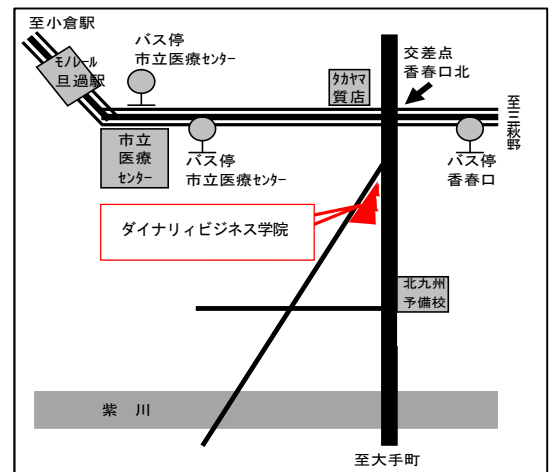 至小倉駅
バス停
市立医療センター
モノレール
旦過駅
タカヤマ
質店
交差点
香春口北
至三萩野
市立
医療
センター
バス停
市立医療センター
バス停
香春口
ダイナリィビジネス学院
北九州
予備校
紫 川
至大手町